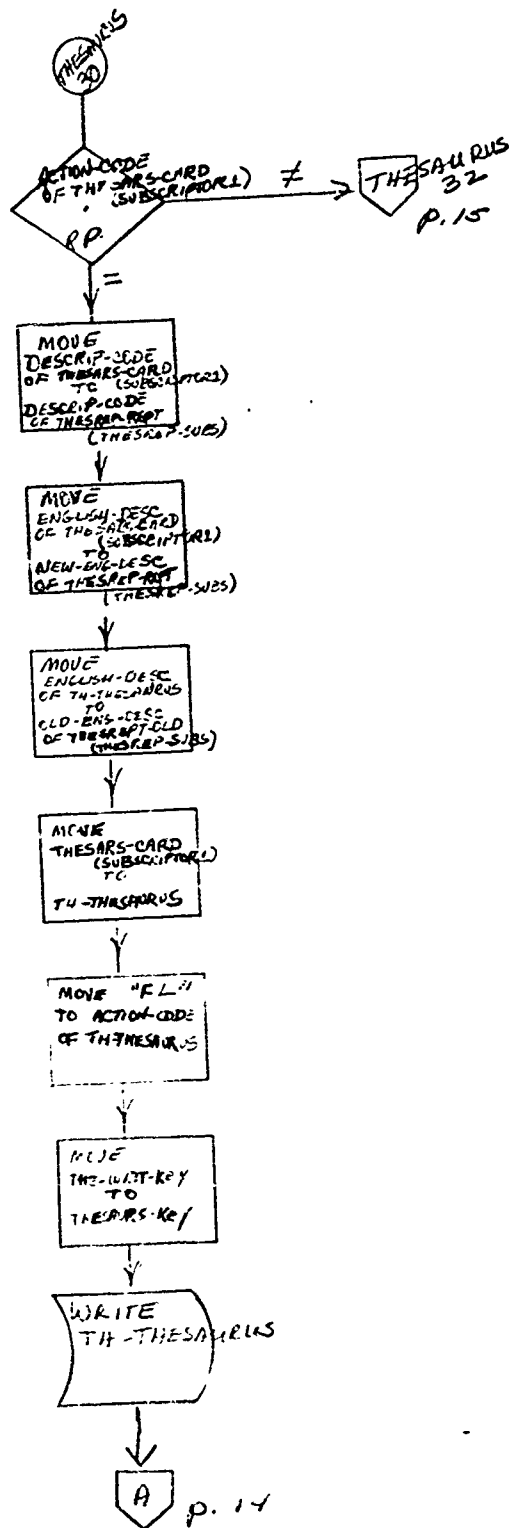 THESAURUS
30
ACTION-CODE
OF THESARS-CARD
(SUBSCRIPTOR1)
:
RP.
≠
THESAURUS
32
p.15
=
MOVE
DESCRIP-CODE
OF THESARS-CARD
(SUBSCRIPTOR1)
TO
DESCRIP-CODE
OF THESREP-REPT
(THESREP-SUBS)
MOVE
ENGLISH-DESC
OF THESARS-CARD
(SUBSCRIPTOR1)
TO
NEW-ENG-DESC
OF THESREP-RPT
(THESREP-SUBS)
MOVE
ENGLISH-DESC
OF TH-THESAURUS
TO
OLD-ENG-DESC
OF THESREPT-OLD
(THESREP-SUBS)
MOVE
THESARS-CARD
(SUBSCRIPTOR1)
TO
TH-THESAURUS
MOVE "FL"
TO ACTION-CODE
OF TH-THESAURUS
MOVE
TO
THESAURS-KEY
WRITE
TH-THESAURUS
A
p. 14